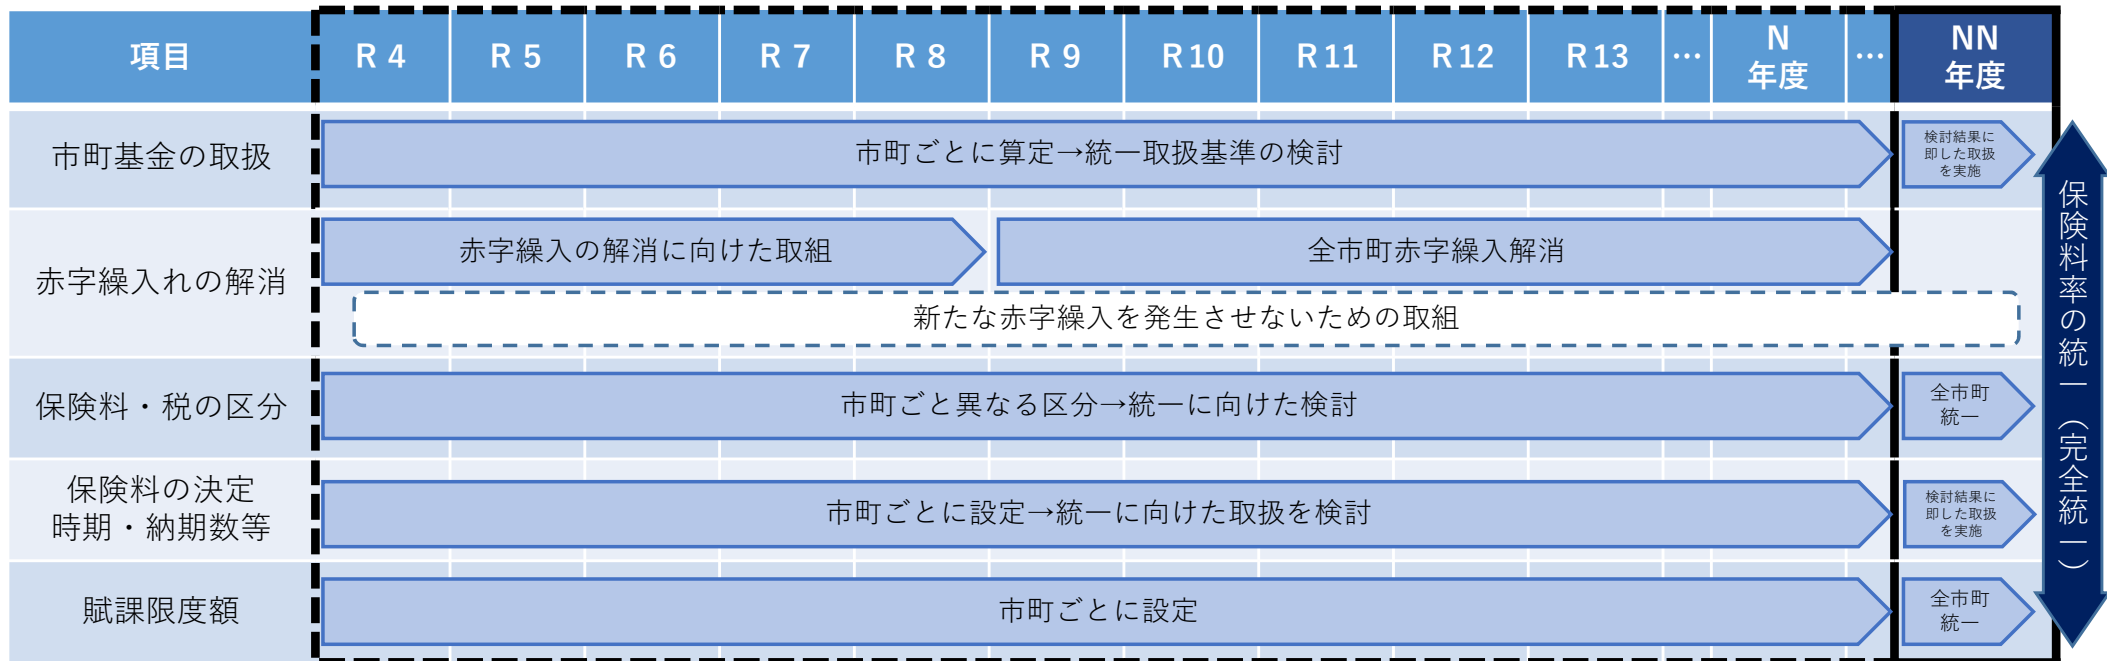 項目
R 4
R 5
R 6
R 7
R 8
R 9
R10
R11
R12
R13
…
N
年度
…
NN
年度
市町基金の取扱
市町ごとに算定→統一取扱基準の検討
検討結果に
即した取扱
を実施
赤字繰入れの解消
赤字繰入の解消に向けた取組
全市町赤字繰入解消
新たな赤字繰入を発生させないための取組
保険料・税の区分
市町ごと異なる区分→統一に向けた検討
全市町
統一
保険料の決定
時期・納期数等
市町ごとに設定→統一に向けた取扱を検討
検討結果に
即した取扱
を実施
賦課限度額
市町ごとに設定
全市町
統一
保険料率の統一（完全統一）